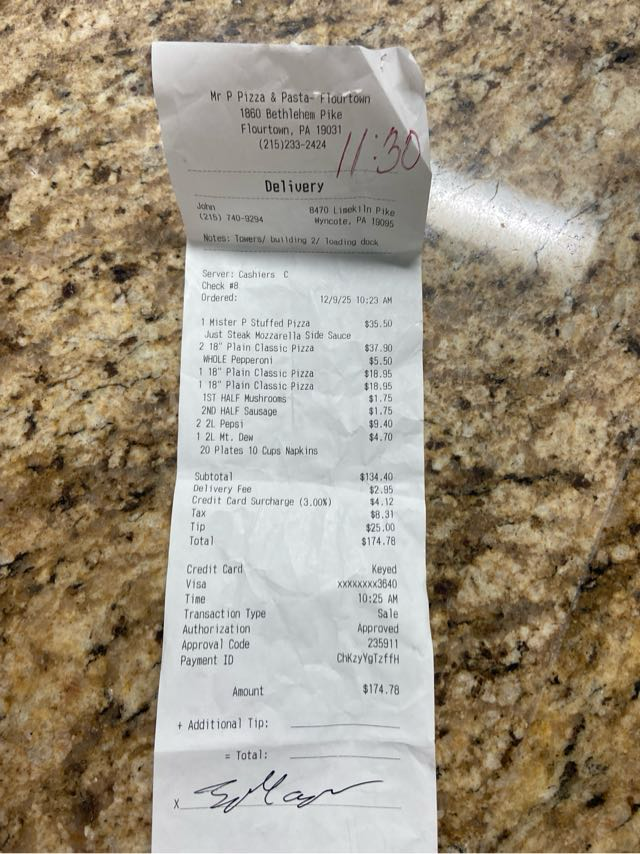 Mr P Pizza & Pasta- Flourtown
1860 Bethlehem Pike
Flourtown, PA 19031
(215)233-2424
11:30
Delivery
John 8470 Limekiln Pike
(215) 740-9294 Wyncote, PA 19095
Notes: Towers/ building 2/ loading dock
Server: Cashiers C
Check #8
Ordered: 12/9/25 10:23 AM
1 Mister P Stuffed Pizza $35.50
Just Steak Mozzarella Side Sauce
2 18" Plain Classic Pizza $37.90
WHOLE Pepperoni $5.50
1 18" Plain Classic Pizza $18.95
1 18" Plain Classic Pizza $18.95
1ST HALF Mushrooms $1.75
2ND HALF Sausage $1.75
2 2L Pepsi $9.40
1 2L Mt. Dew $4.70
20 Plates 10 Cups Napkins
Subtotal $134.40
Delivery Fee $2.95
Credit Card Surcharge (3.00%) $4.12
Tax $8.31
Tip $25.00
Total $174.78
Credit Card Keyed
Visa xxxxxxxx3640
Time 10:25 AM
Transaction Type Sale
Authorization Approved
Approval Code 235911
Payment ID ChKzyYgTzffH
Amount $174.78
+ Additional Tip:
= Total:
X